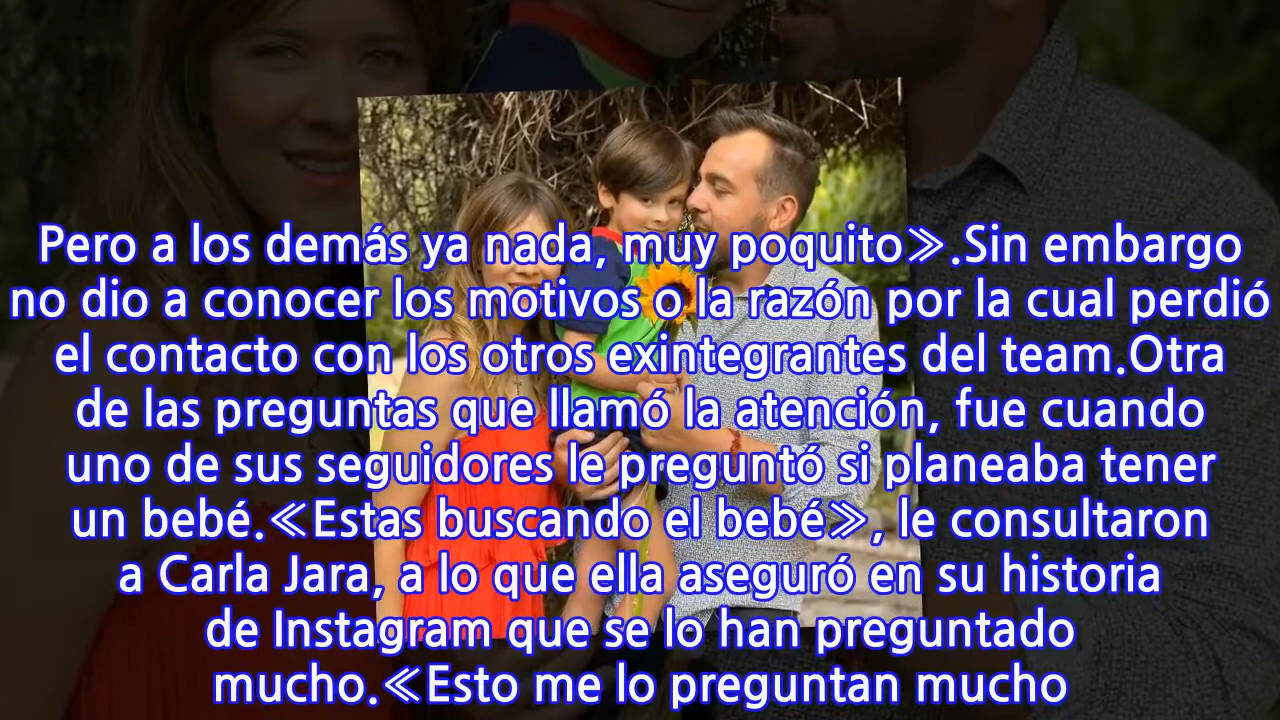 Pero a los demás ya nada, muy poquito≫.Sin embargo
no dio a conocer los motivos o la razón por la cual perdió
el contacto con los otros exintegrantes del team.Otra
de las preguntas que llamó la atención, fue cuando
uno de sus seguidores le preguntó si planeaba tener
un bebé.≪Estas buscando el bebé≫, le consultaron
a Carla Jara, a lo que ella aseguró en su historia
de Instagram que se lo han preguntado
mucho.≪Esto me lo preguntan mucho